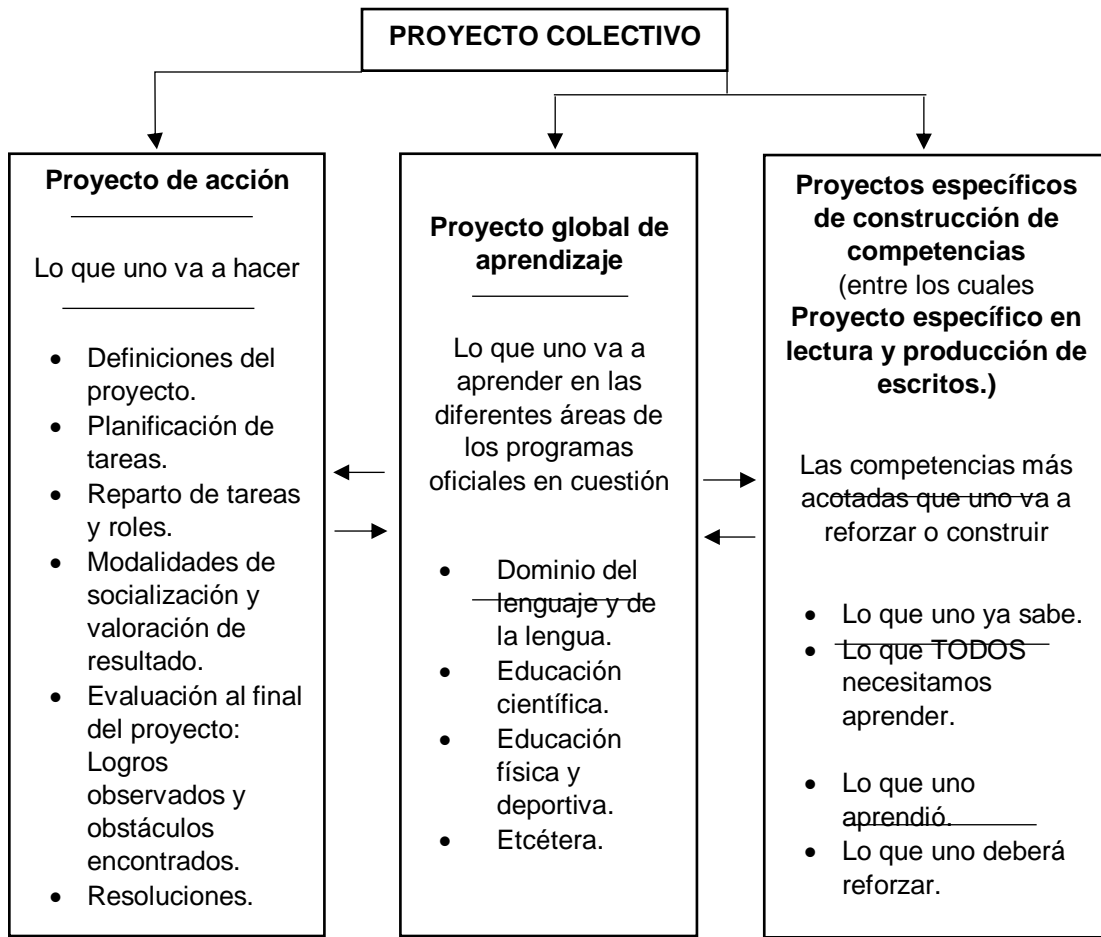 PROYECTO COLECTIVO
Proyecto de acción
Lo que uno va a hacer
• Definiciones del
proyecto.
• Planificación de
tareas.
• Reparto de tareas
y roles.
• Modalidades de
socialización y
valoración de
resultado.
• Evaluación al final
del proyecto:
Logros
observados y
obstáculos
encontrados.
• Resoluciones.
Proyecto global de
aprendizaje
Lo que uno va a
aprender en las
diferentes áreas de
los programas
oficiales en cuestión
• Dominio del
lenguaje y de
la lengua.
• Educación
científica.
• Educación
física y
deportiva.
• Etcétera.
Proyectos específicos
de construcción de
competencias
(entre los cuales
Proyecto específico en
lectura y producción de
escritos.)
Las competencias más
acotadas que uno va a
reforzar o construir
• Lo que uno ya sabe.
• Lo que TODOS
necesitamos
aprender.
• Lo que uno
aprendió.
• Lo que uno deberá
reforzar.